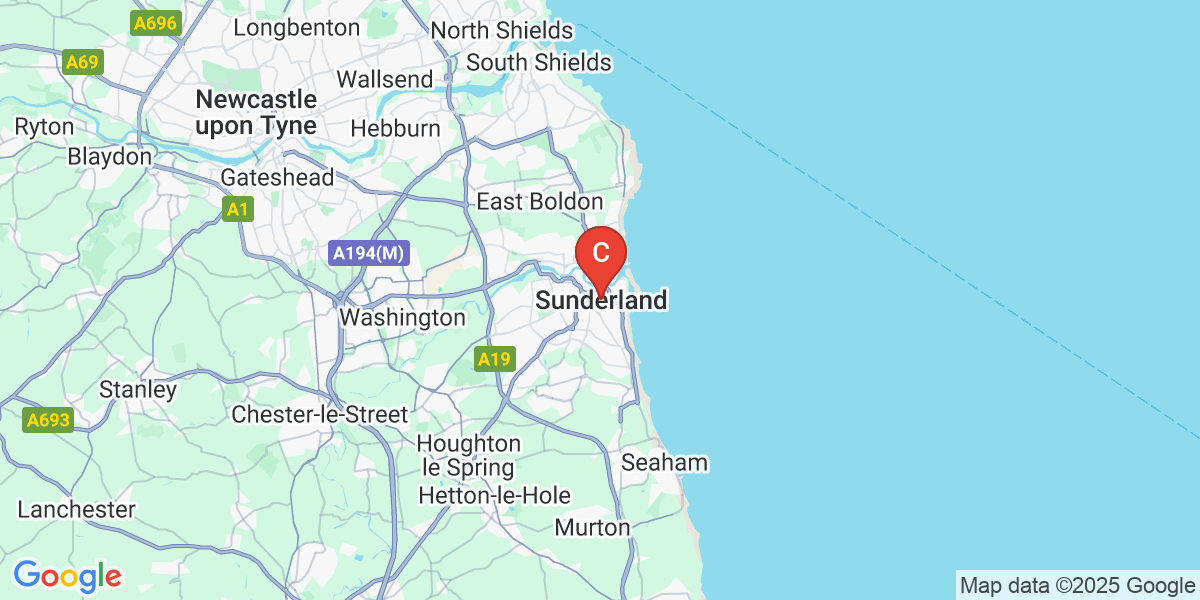 A696
Longbenton
North Shields
A69
South Shields
Wallsend
Newcastle
upon Tyne
Ryton
Hebburn
Blaydon
Gateshead
East Boldon
A1
A194(M)
C
Sunderland
Washington
A19
Stanley
Chester-le-Street
A693
Houghton
le Spring
Seaham
Hetton-le-Hole
Lanchester
Murton
Google
Map data ©2025 Google